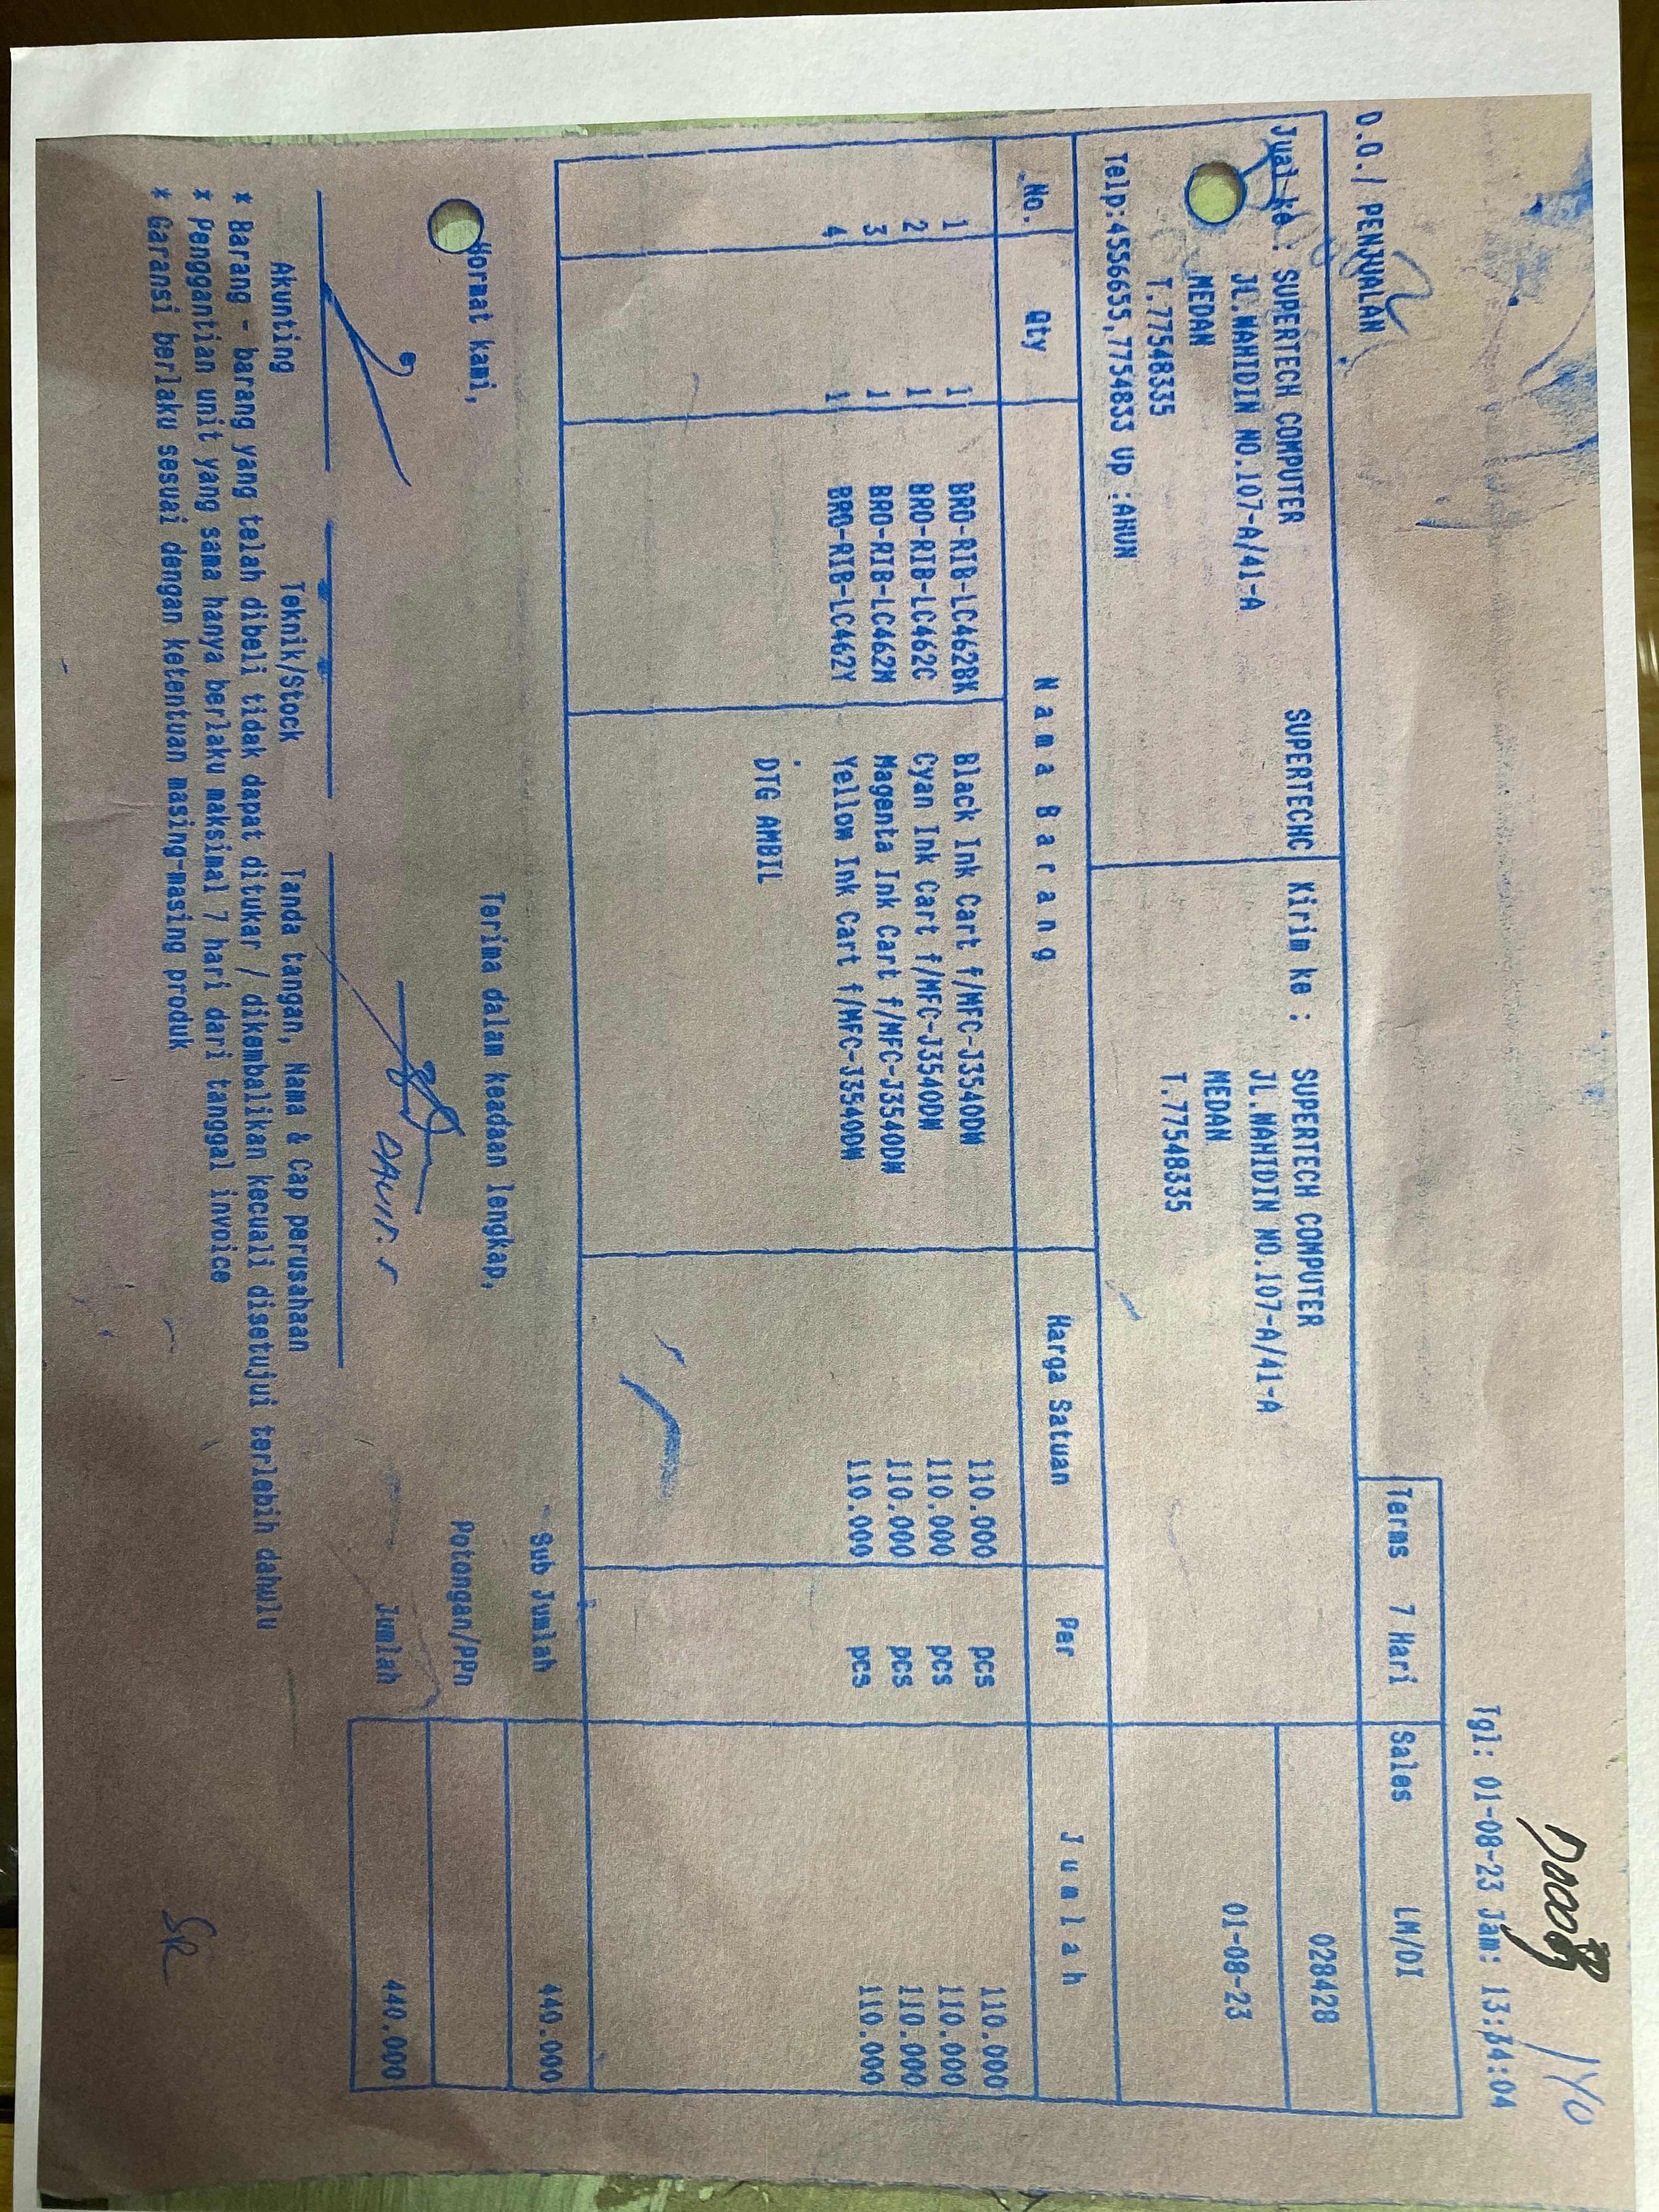 Tgl: 01-08-23 Jam: 13:34:04
D.O./ PENJUALAN
Terms 7 Hari Sales LM/DI
Jual ke : SUPERTECH COMPUTER SUPERTECHC Kirim ke : SUPERTECH COMPUTER 028428
JL.WAHIDIN NO.107-A/41-A JL.WAHIDIN NO.107-A/41-A
MEDAN MEDAN 01-08-23
T.77548335 T.77548335
Telp:4556655,7754833 Up :AHUN
No. Qty Nama Barang Harga Satuan Per Jumlah
1 1 BRO-RIB-LC462BK Black Ink Cart f/MFC-J3540DW 110.000 pcs 110.000
2 1 BRO-RIB-LC462C Cyan Ink Cart f/MFC-J3540DW 110.000 pcs 110.000
3 1 BRO-RIB-LC462M Magenta Ink Cart f/MFC-J3540DW 110.000 pcs 110.000
4 1 BRO-RIB-LC462Y Yellow Ink Cart f/MFC-J3540DW 110.000 pcs 110.000
DTG AMBIL
Sub Jumlah 440.000
Hormat kami, Terima dalam keadaan lengkap,
Potongan/PPn
Jumlah 440.000
Akunting Teknik/Stock Tanda tangan, Nama & Cap perusahaan
* Barang - barang yang telah dibeli tidak dapat ditukar / dikembalikan kecuali disetujui terlebih dahulu
* Penggantian unit yang sama hanya berlaku maksimal 7 hari dari tanggal invoice
* Garansi berlaku sesuai dengan ketentuan masing-masing produk